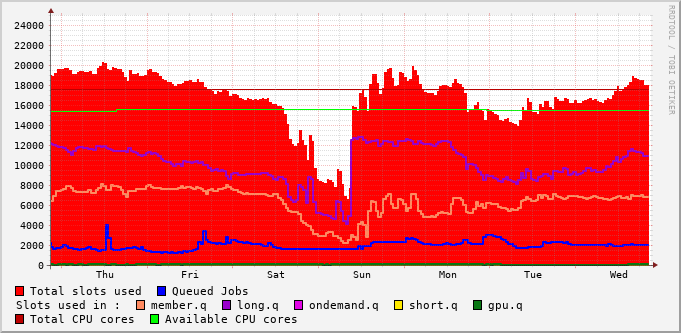 RRDTOOL / TOBI OETIKER
24000
22000
20000
18000
16000
14000
12000
10000
8000
6000
4000
2000
0
Thu Fri Sat Sun Mon Tue Wed
Total slots used Queued Jobs
Slots used in : member.q long.q ondemand.q short.q gpu.q
Total CPU cores Available CPU cores